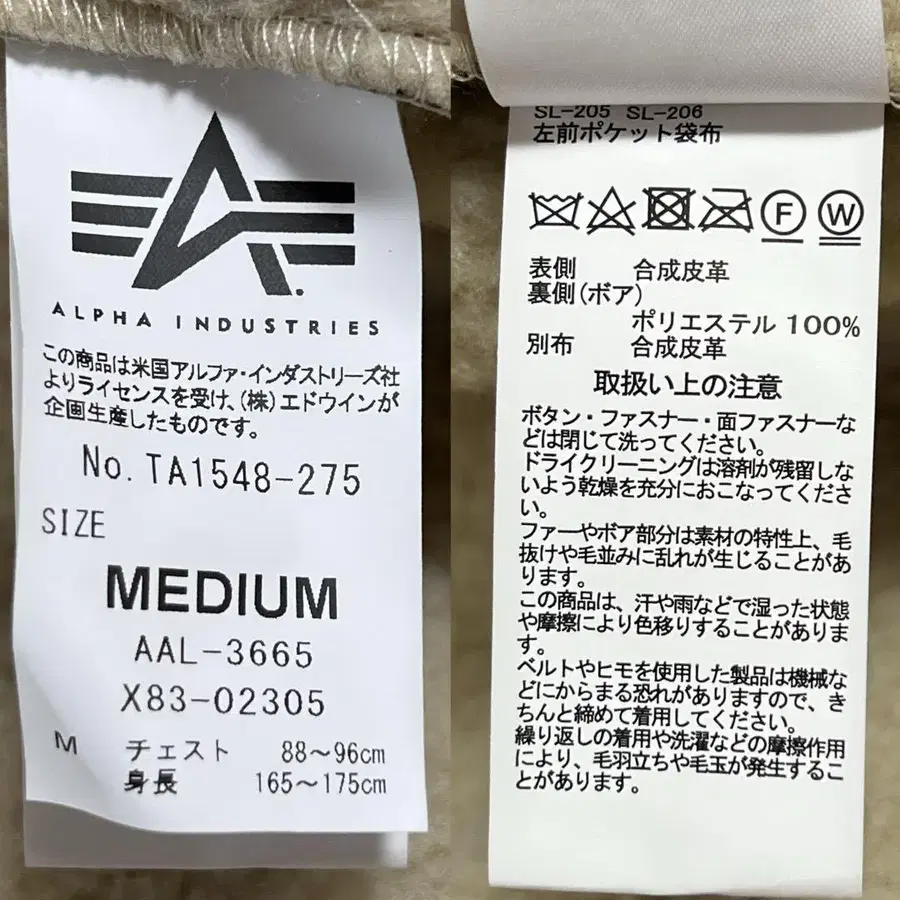 ALPHA INDUSTRIES
この商品は米国アルファ・インダストリーズ社
よりライセンスを受け、(株)エドウインが
企画生産したものです。
No. TA1548-275
SIZE
MEDIUM
AAL-3665
X83-02305
M チェスト 88～96cm
身長 165～175cm
SL-205 SL-206
左前ポケット袋布
F W
表側 合成皮革
裏側(ボア)
ポリエステル 100%
別布 合成皮革
取扱い上の注意
ボタン・ファスナー・面ファスナーな
どは閉じて洗ってください。
ドライクリーニングは溶剤が残留しな
いよう乾燥を充分におこなってくださ
い。
ファーやボア部分は素材の特性上、毛
抜けや毛並みに乱れが生じることがあ
ります。
この商品は、汗や雨などで湿った状態
や摩擦により色移りすることがありま
す。
ベルトやヒモを使用した製品は機械な
どにからまる恐れがありますので、き
ちんと締めて着用してください。
繰り返しの着用や洗濯などの摩擦作用
により、毛羽立ちや毛玉が発生するこ
とがあります。